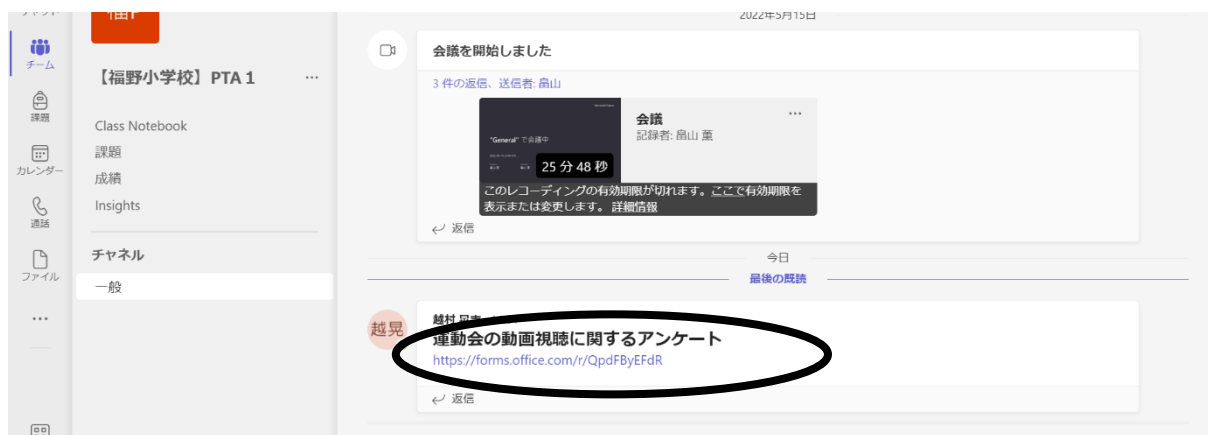 チーム
課題
カレンダー
通話
ファイル
【福野小学校】PTA 1
Class Notebook
課題
成績
Insights
チャネル
一般
2022年5月15日
会議を開始しました
3 件の返信、送信者: 畠山
"General" で会議中
25 分 48 秒
会議
記録者: 畠山 薫
このレコーディングの有効期限が切れます。ここで有効期限を
表示または変更します。 詳細情報
返信
今日
最後の既読
越晃
越村
運動会の動画視聴に関するアンケート
https://forms.office.com/r/QpdFByEFdR
返信